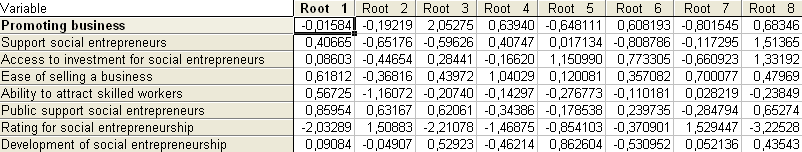 Variable Root 1 Root 2 Root 3 Root 4 Root 5 Root 6 Root 7 Root 8
Promoting business -0,01584 -0,19219 2,05275 0,63940 -0,648111 0,608193 -0,801545 0,68346
Support social entrepreneurs 0,40665 -0,65176 -0,59626 0,40747 0,017134 -0,808786 -0,117295 1,51365
Access to investment for social entrepreneurs 0,08603 -0,44654 0,28441 -0,16620 1,150990 0,773305 -0,660923 1,33192
Ease of selling a business 0,61812 -0,36816 0,43972 1,04029 0,120081 0,357082 0,700077 0,47969
Ability to attract skilled workers 0,56725 -1,16072 -0,20740 -0,14297 -0,276773 -0,110181 0,028219 -0,23849
Public support social entrepreneurs 0,85954 0,63167 0,62061 -0,34386 -0,178538 0,239735 -0,284794 0,65274
Rating for social entrepreneurship -2,03289 1,50883 -2,21078 -1,46875 -0,854103 -0,370901 1,529447 -3,22528
Development of social entrepreneurship 0,09084 -0,04907 0,52923 -0,46214 0,862604 -0,530952 0,052136 0,43543